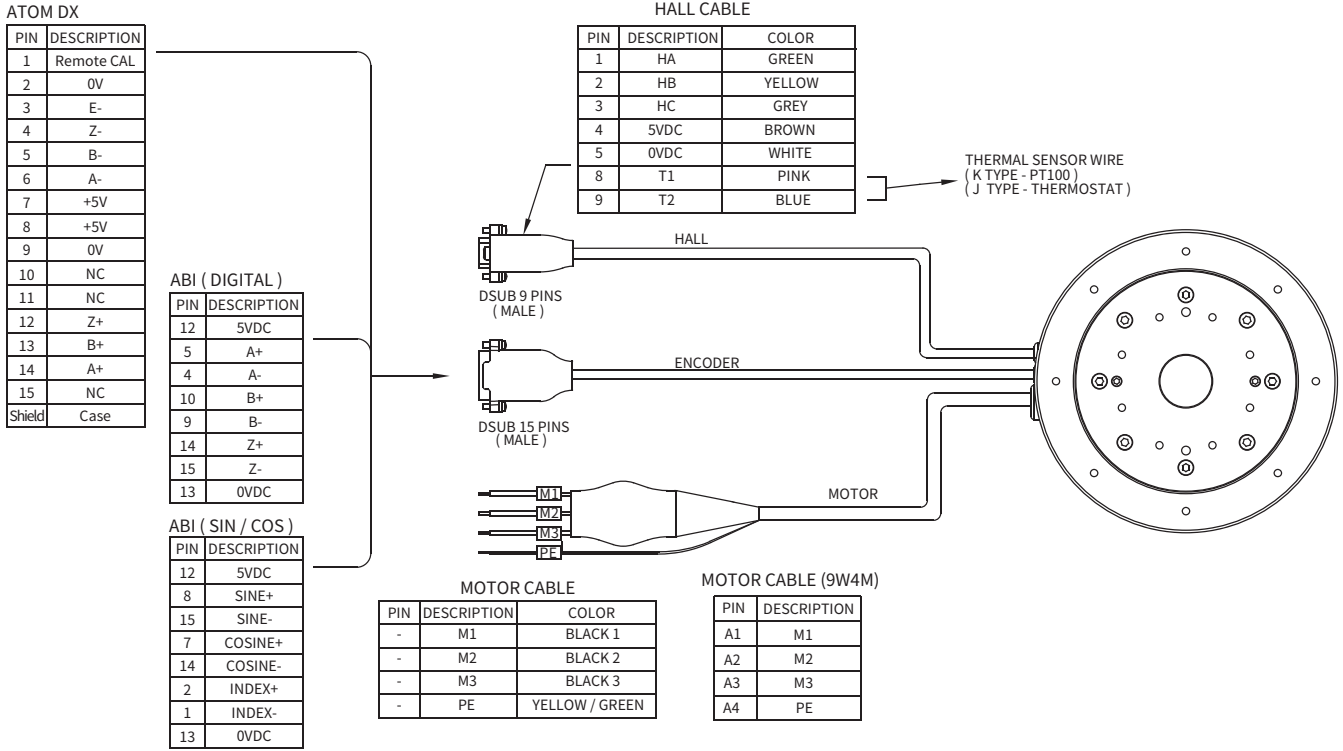 ATOM DX
PIN DESCRIPTION
1 Remote CAL
2 0V
3 E-
4 Z-
5 B-
6 A-
7 +5V
8 +5V
9 0V
10 NC
11 NC
12 Z+
13 B+
14 A+
15 NC
Shield Case
ABI ( DIGITAL )
PIN DESCRIPTION
12 5VDC
5 A+
4 A-
10 B+
9 B-
14 Z+
15 Z-
13 0VDC
ABI ( SIN / COS )
PIN DESCRIPTION
12 5VDC
8 SINE+
15 SINE-
7 COSINE+
14 COSINE-
2 INDEX+
1 INDEX-
13 0VDC
HALL CABLE
PIN DESCRIPTION COLOR
1 HA GREEN
2 HB YELLOW
3 HC GREY
4 5VDC BROWN
5 0VDC WHITE
8 T1 PINK
9 T2 BLUE
THERMAL SENSOR WIRE
( K TYPE - PT100 )
( J TYPE - THERMOSTAT )
HALL
DSUB 9 PINS
( MALE )
ENCODER
DSUB 15 PINS
( MALE )
MOTOR
M1
M2
M3
PE
MOTOR CABLE
PIN DESCRIPTION COLOR
- M1 BLACK 1
- M2 BLACK 2
- M3 BLACK 3
- PE YELLOW / GREEN
MOTOR CABLE (9W4M)
PIN DESCRIPTION
A1 M1
A2 M2
A3 M3
A4 PE